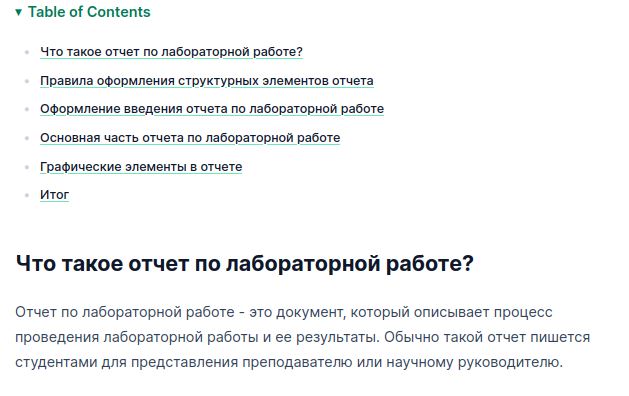 Table of Contents
Что такое отчет по лабораторной работе?
Правила оформления структурных элементов отчета
Оформление введения отчета по лабораторной работе
Основная часть отчета по лабораторной работе
Графические элементы в отчете
Итог
Что такое отчет по лабораторной работе?
Отчет по лабораторной работе - это документ, который описывает процесс
проведения лабораторной работы и ее результаты. Обычно такой отчет пишется
студентами для представления преподавателю или научному руководителю.